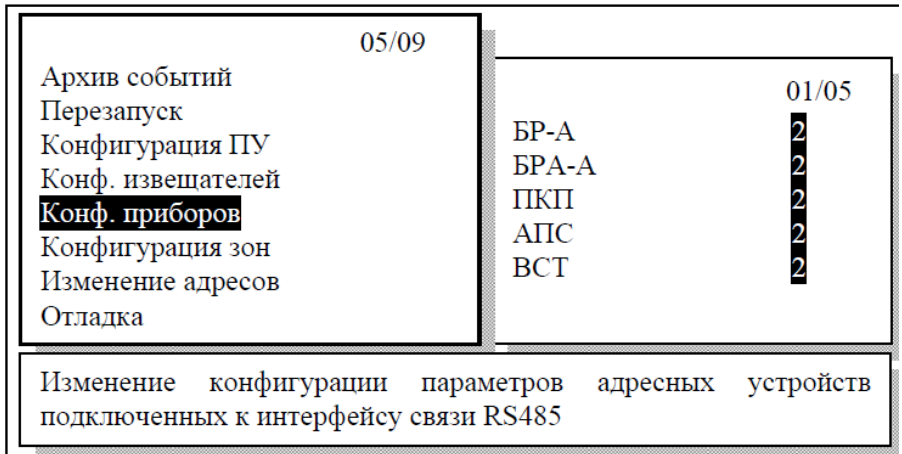 05/09
Архив событий
Перезапуск
Конфигурация ПУ
Конф. извещателей
Конф. приборов
Конфигурация зон
Изменение адресов
Отладка
01/05
БР-А 2
БРА-А 2
ПКП 2
АПС 2
ВСТ 2
Изменение конфигурации параметров адресных устройств
подключенных к интерфейсу связи RS485